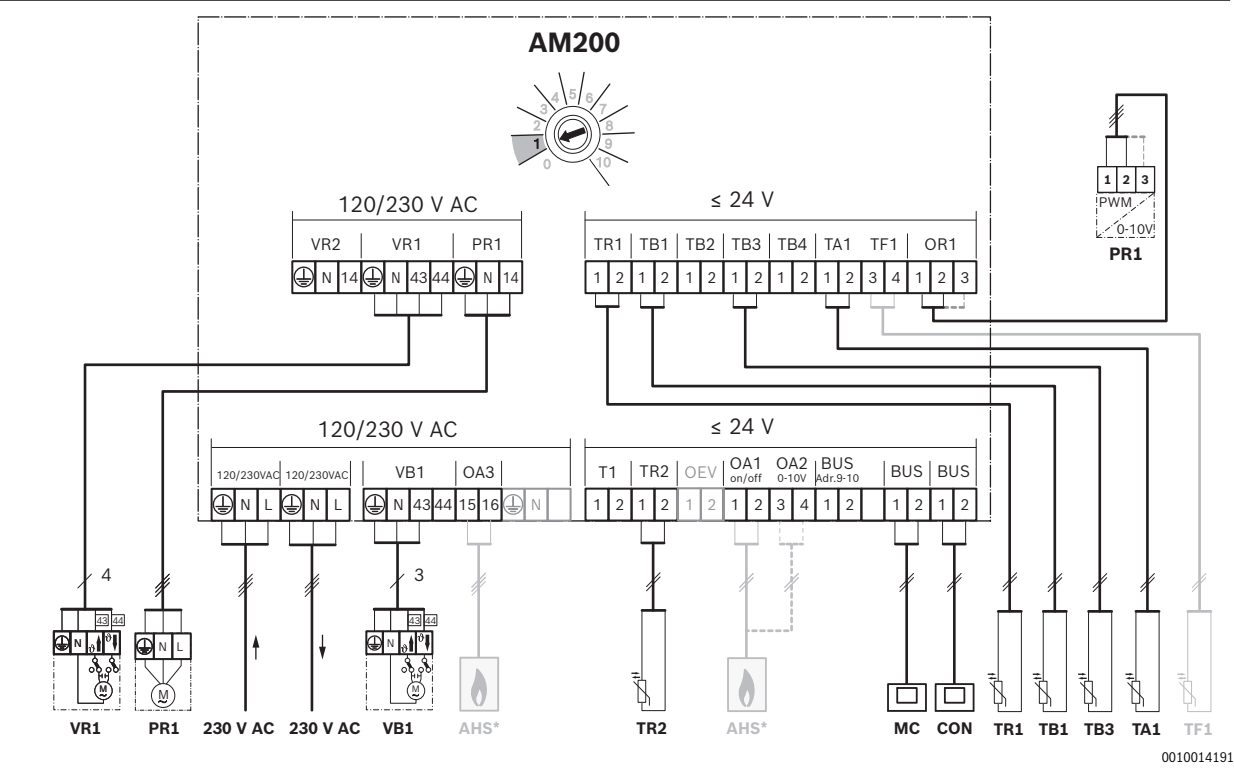 AM200
0 1 2 3 4 5 6 7 8 9 10
120/230 V AC
≤ 24 V
VR2 VR1 PR1
TR1 TB1 TB2 TB3 TB4 TA1 TF1 OR1
N 14 N 43 44 N 14
1 2 1 2 1 2 1 2 1 2 1 2 3 4 1 2 3
1 2 3
PWM
0-10V
PR1
120/230 V AC
≤ 24 V
120/230VAC 120/230VAC VB1 OA3
T1 TR2 OEV OA1 on/off OA2 0-10V BUS Adr.9-10 BUS BUS
N L N L N 43 44 15 16 N
1 2 1 2 1 2 1 2 3 4 1 2 1 2 1 2
4
3
43 44
43 44
N
N L
N
M
M
M
VR1 PR1 230 V AC 230 V AC VB1 AHS* TR2 AHS* MC CON TR1 TB1 TB3 TA1 TF1
0010014191